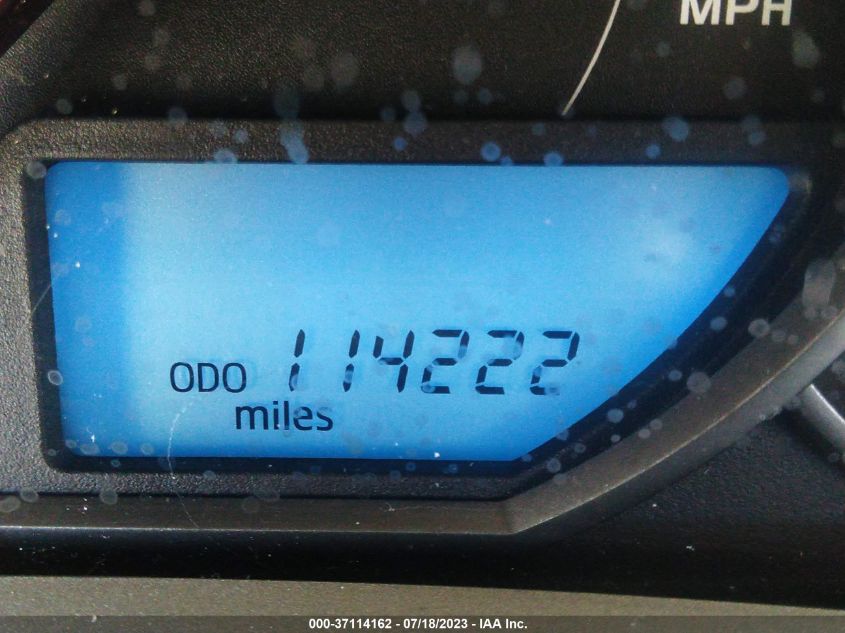 MPH
ODO 114222
miles
000-37114162 - 07/18/2023 - IAA Inc.